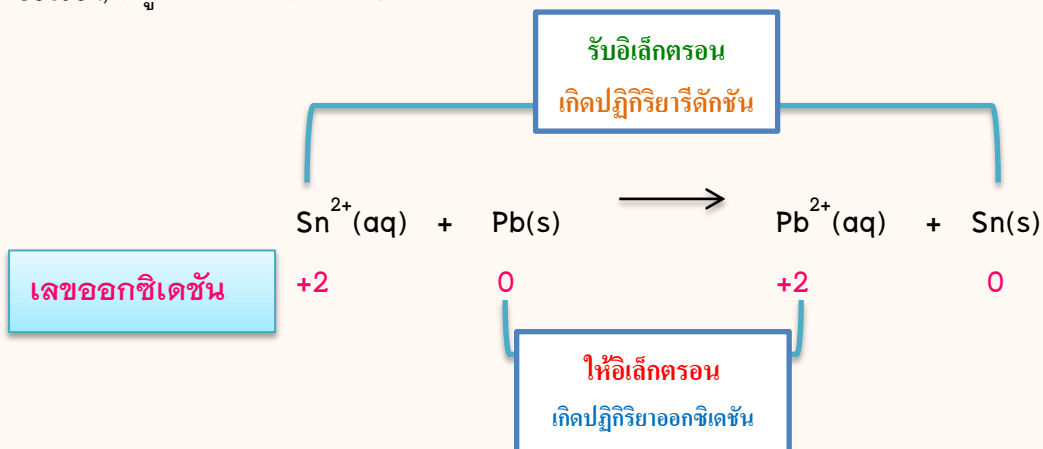 รับอิเล็กตรอน
เกิดปฏิกิริยารีดักชัน
Sn²⁺(aq) + Pb(s) ⟶ Pb²⁺(aq) + Sn(s)
เลขออกซิเดชัน +2 0 +2 0
ให้อิเล็กตรอน
เกิดปฏิกิริยาออกซิเดชัน